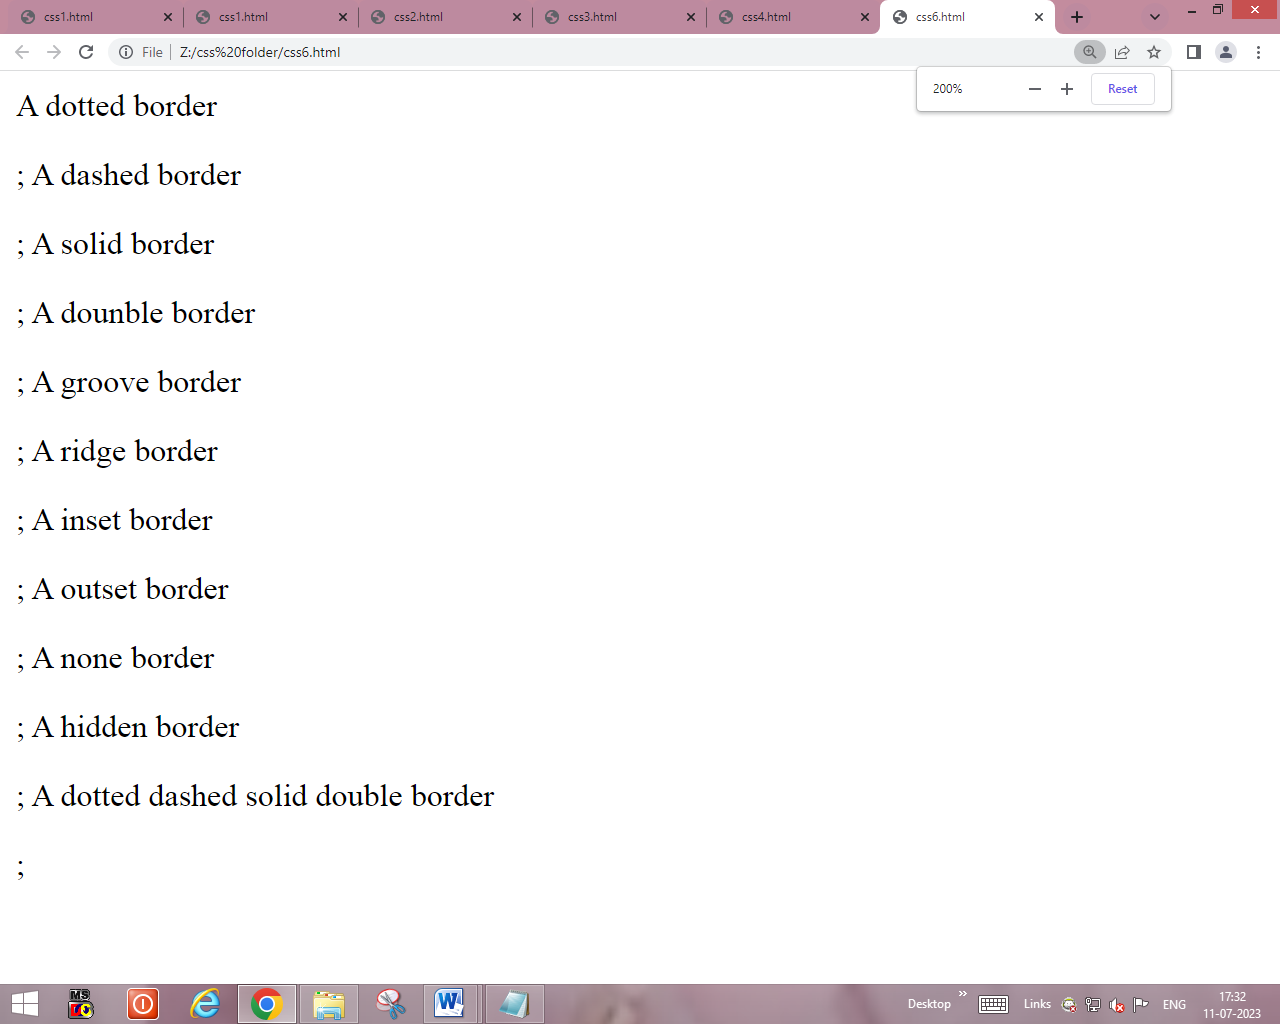 css1.html
css1.html
css2.html
css3.html
css4.html
css6.html
File
Z:/css%20folder/css6.html
200%
Reset
A dotted border
; A dashed border
; A solid border
; A dounble border
; A groove border
; A ridge border
; A inset border
; A outset border
; A none border
; A hidden border
; A dotted dashed solid double border
;
MS
W
Desktop
Links
ENG
17:32
11-07-2023